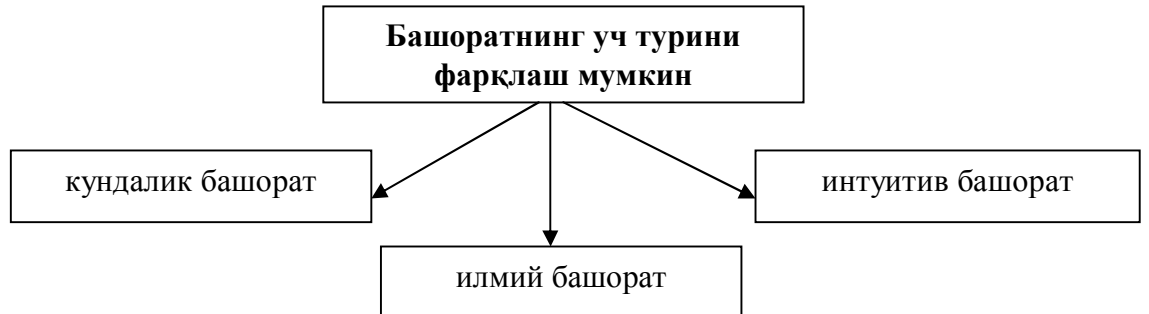 Башоратнинг уч турини
фарқлаш мумкин
кундалик башорат
интуитив башорат
илмий башорат